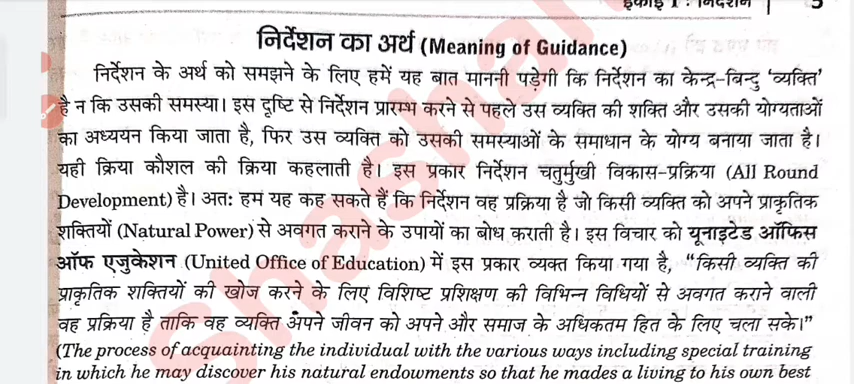 इकाई I : निर्देशन | 5
निर्देशन का अर्थ (Meaning of Guidance)
निर्देशन के अर्थ को समझने के लिए हमें यह बात माननी पड़ेगी कि निर्देशन का केन्द्र-विन्दु ‘व्यक्ति’
है न कि उसकी समस्या। इस दृष्टि से निर्देशन प्रारम्भ करने से पहले उस व्यक्ति की शक्ति और उसकी योग्यताओं
का अध्ययन किया जाता है, फिर उस व्यक्ति को उसकी समस्याओं के समाधान के योग्य बनाया जाता है।
यही क्रिया कौशल की क्रिया कहलाती है। इस प्रकार निर्देशन चतुर्मुखी विकास-प्रक्रिया (All Round
Development) है। अतः हम यह कह सकते हैं कि निर्देशन वह प्रक्रिया है जो किसी व्यक्ति को अपने प्राकृतिक
शक्तियों (Natural Power) से अवगत कराने के उपायों का बोध कराती है। इस विचार को यूनाइटेड ऑफिस
ऑफ एजुकेशन (United Office of Education) में इस प्रकार व्यक्त किया गया है, “किसी व्यक्ति की
प्राकृतिक शक्तियों की खोज करने के लिए विशिष्ट प्रशिक्षण की विभिन्न विधियों से अवगत कराने वाली
वह प्रक्रिया है ताकि वह व्यक्ति अपने जीवन को अपने और समाज के अधिकतम हित के लिए चला सके।”
(The process of acquainting the individual with the various ways including special training
in which he may discover his natural endowments so that he mades a living to his own best